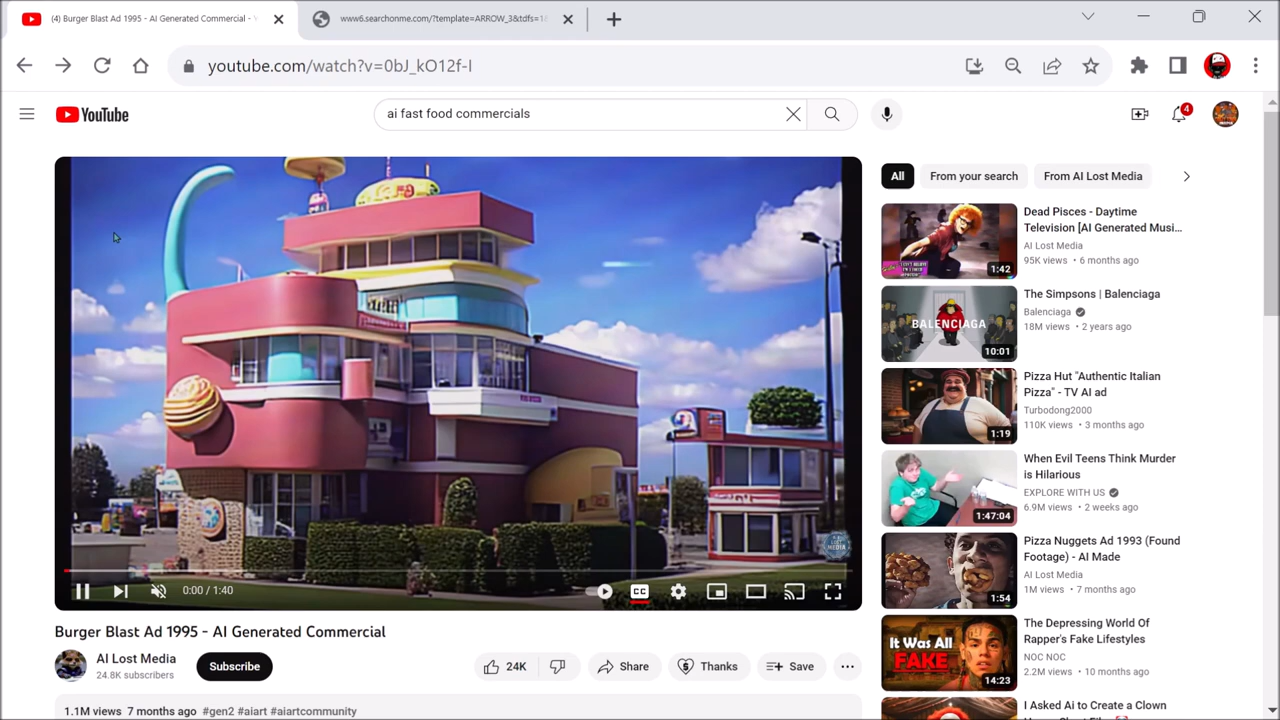 (4) Burger Blast Ad 1995 - AI Generated Commercial -
www6.searchonme.com/?template=ARROW_3&tdfs=1
youtube.com/watch?v=0bJ_kO12f-I
YouTube
ai fast food commercials
4
All
From your search
From AI Lost Media
Dead Pisces - Daytime
Television [AI Generated Musi...
AI Lost Media
95K views • 6 months ago
1:42
The Simpsons | Balenciaga
Balenciaga
18M views • 2 years ago
BALENCIAGA
10:01
Pizza Hut "Authentic Italian
Pizza" - TV AI ad
Turbodong2000
110K views • 3 months ago
1:19
When Evil Teens Think Murder
is Hilarious
EXPLORE WITH US
6.9M views • 2 weeks ago
1:47:04
Pizza Nuggets Ad 1993 (Found
Footage) - AI Made
AI Lost Media
1M views • 7 months ago
1:54
The Depressing World Of
Rapper's Fake Lifestyles
NOC NOC
2.2M views • 10 months ago
It Was All
FAKE
14:23
I Asked Ai to Create a Clown
LOST
MEDIA
0:00 / 1:40
CC
Burger Blast Ad 1995 - AI Generated Commercial
AI Lost Media
24.8K subscribers
Subscribe
24K
Share
Thanks
Save
1.1M views 7 months ago #gen2 #aiart #aiartcommunity